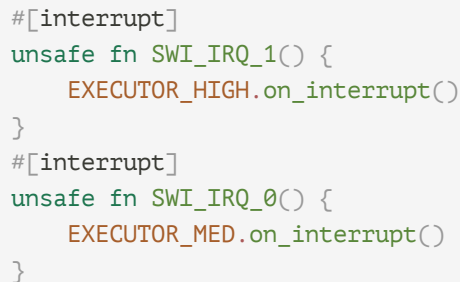 #[interrupt]
unsafe fn SWI_IRQ_1() {
    EXECUTOR_HIGH.on_interrupt()
}
#[interrupt]
unsafe fn SWI_IRQ_0() {
    EXECUTOR_MED.on_interrupt()
}